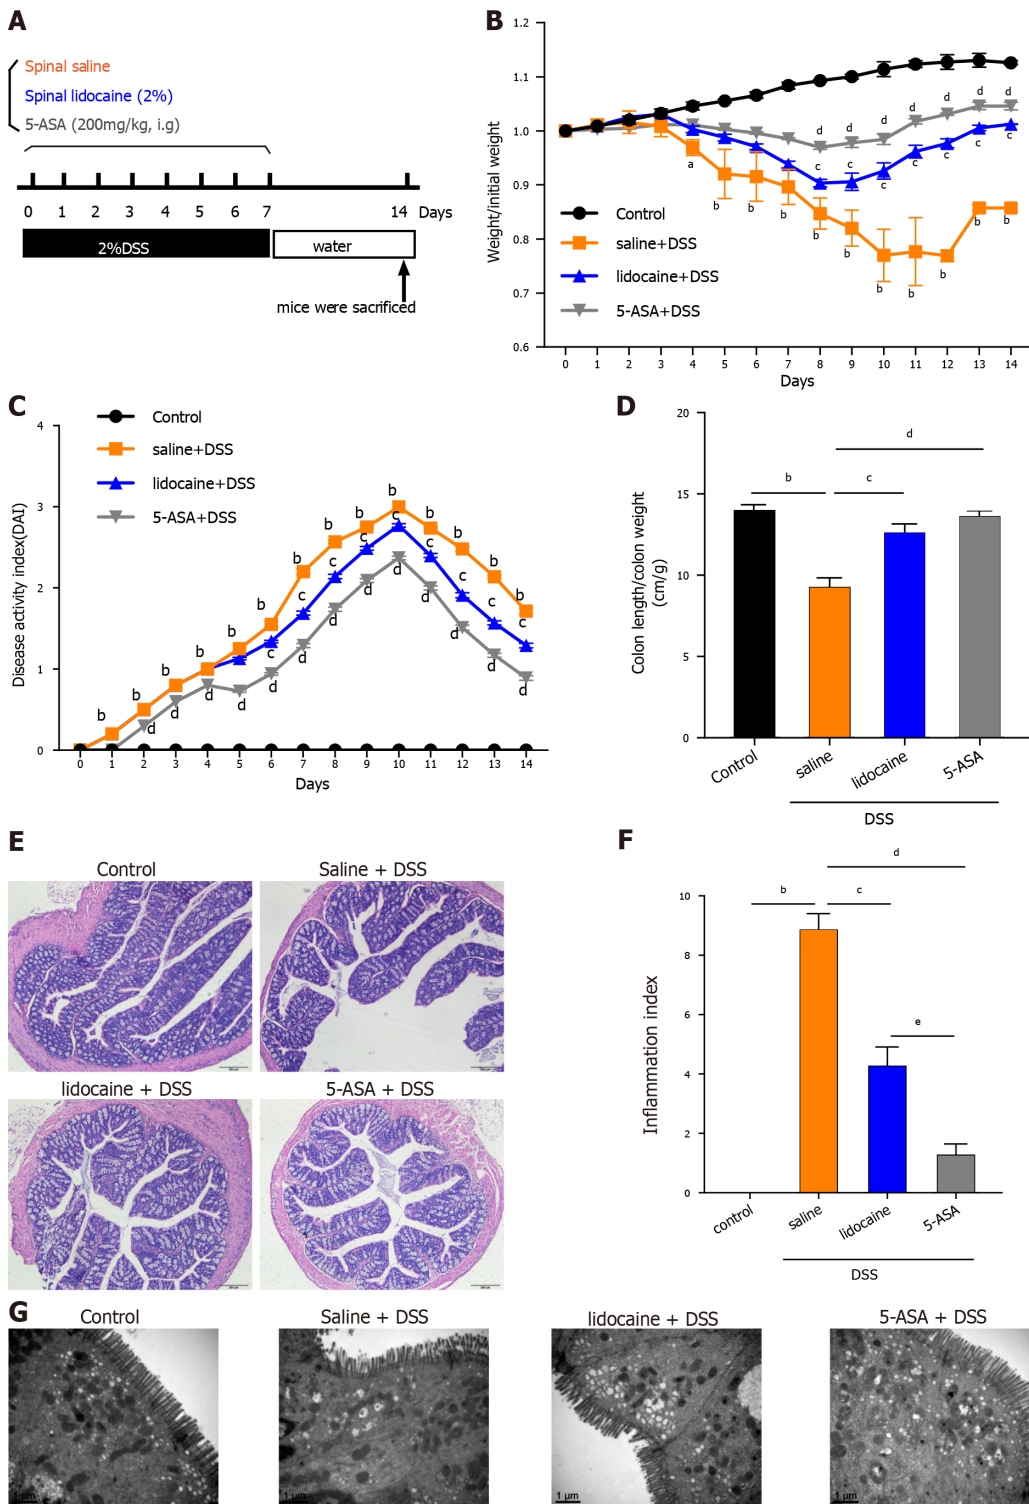 A
Spinal saline
Spinal lidocaine (2%)
5-ASA (200mg/kg, i.g)
0 1 2 3 4 5 6 7 14 Days
2%DSS water
mice were sacrificed
B
1.2
1.1
1.0
0.9
0.8
0.7
0.6
Weight/initial weight
Control
saline+DSS
lidocaine+DSS
5-ASA+DSS
d d d d d d d
c c c c c c c
a b b b b b b b b b b
0 1 2 3 4 5 6 7 8 9 10 11 12 13 14
Days
C
Control
saline+DSS
lidocaine+DSS
5-ASA+DSS
4
3
2
1
0
Disease activity index(DAI)
b b b b b b b b b b b b b b
c c c c c c c c c
d d d d d d d d d d d d d
0 1 2 3 4 5 6 7 8 9 10 11 12 13 14
Days
D
20
15
10
5
0
Colon length/colon weight
(cm/g)
d
b c
Control saline lidocaine 5-ASA
DSS
E
Control Saline + DSS
lidocaine + DSS 5-ASA + DSS
F
10
8
6
4
2
0
Inflammation index
d
b c
e
control saline lidocaine 5-ASA
DSS
G
Control Saline + DSS lidocaine + DSS 5-ASA + DSS
1 μm 1 μm 1 μm 1 μm